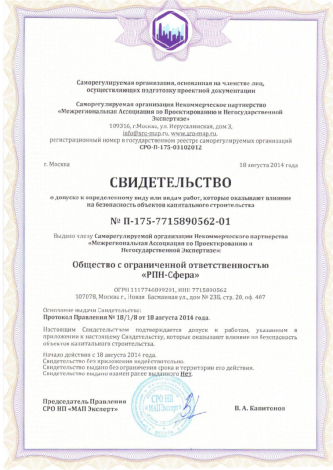 Саморегулируемая организация, основанная на членстве лиц,
осуществляющих подготовку проектной документации
Саморегулируемая организация Некоммерческое партнерство
«Межрегиональная Ассоциация по Проектированию и Негосударственной
Экспертизе»
109316, г.Москва, ул. Иерусалимская, дом 3,
info@sro-map.ru, www.sro-map.ru,
регистрационный номер в государственном реестре саморегулируемых организаций
СРО-П-175-03102012
г. Москва 18 августа 2014 года
СВИДЕТЕЛЬСТВО
о допуске к определенному виду или видам работ, которые оказывают влияние
на безопасность объектов капитального строительства
№ П-175-7715890562-01
Выдано члену Саморегулируемой организации Некоммерческого партнерства
«Межрегиональная Ассоциация по Проектированию и
Негосударственной Экспертизе»:
Общество с ограниченной ответственностью
«РПН-Сфера»
ОГРН 1117746899291, ИНН 7715890562
107078, г.Москва, Новая Басманная ул., дом № 23Б, стр. 20, оф. 407
Основание выдачи Свидетельства:
Протокол Правления № 18/1/8 от 18 августа 2014 года.
Настоящим Свидетельством подтверждается допуск к работам, указанным в
приложении к настоящему Свидетельству, которые оказывают влияние на безопасность
объектов капитального строительства.
Начало действия с 18 августа 2014 года.
Свидетельство без приложения недействительно.
Свидетельство выдано без ограничения срока и территории его действия.
Свидетельство выдано взамен ранее выданного Нет.
Председатель Правления
СРО НП «МАП Эксперт» В. А. Капитонов